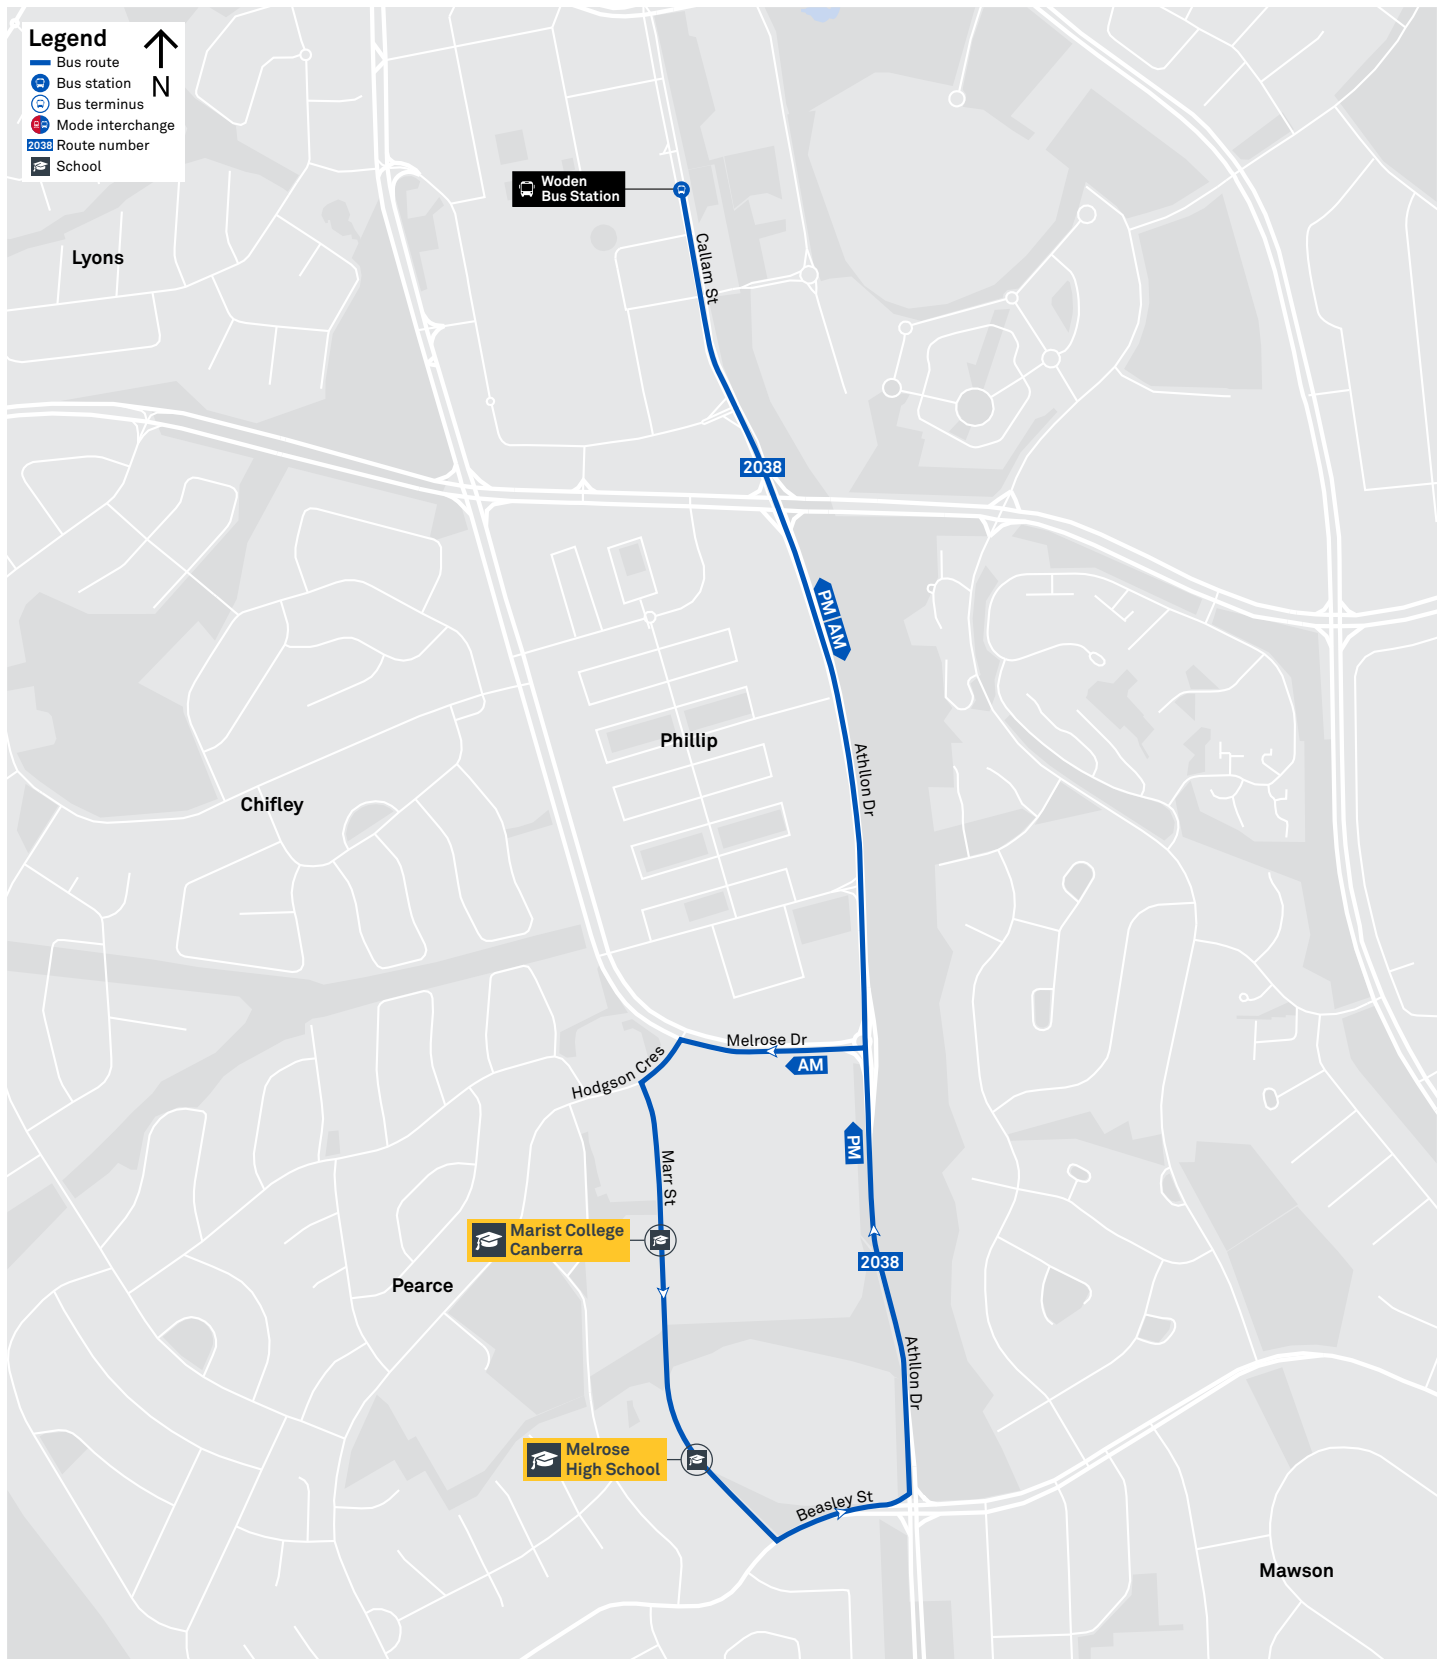 Legend
N
Bus route
Bus station
Bus terminus
Mode interchange
2038 Route number
School
Woden
Bus Station
Lyons
Callam St
2038
PM | AM
Phillip
Athllon Dr
Chifley
Melrose Dr
AM
Hodgson Cres
PM
Marr St
Marist College
Canberra
2038
Pearce
Athllon Dr
Melrose
High School
Beasley St
Mawson